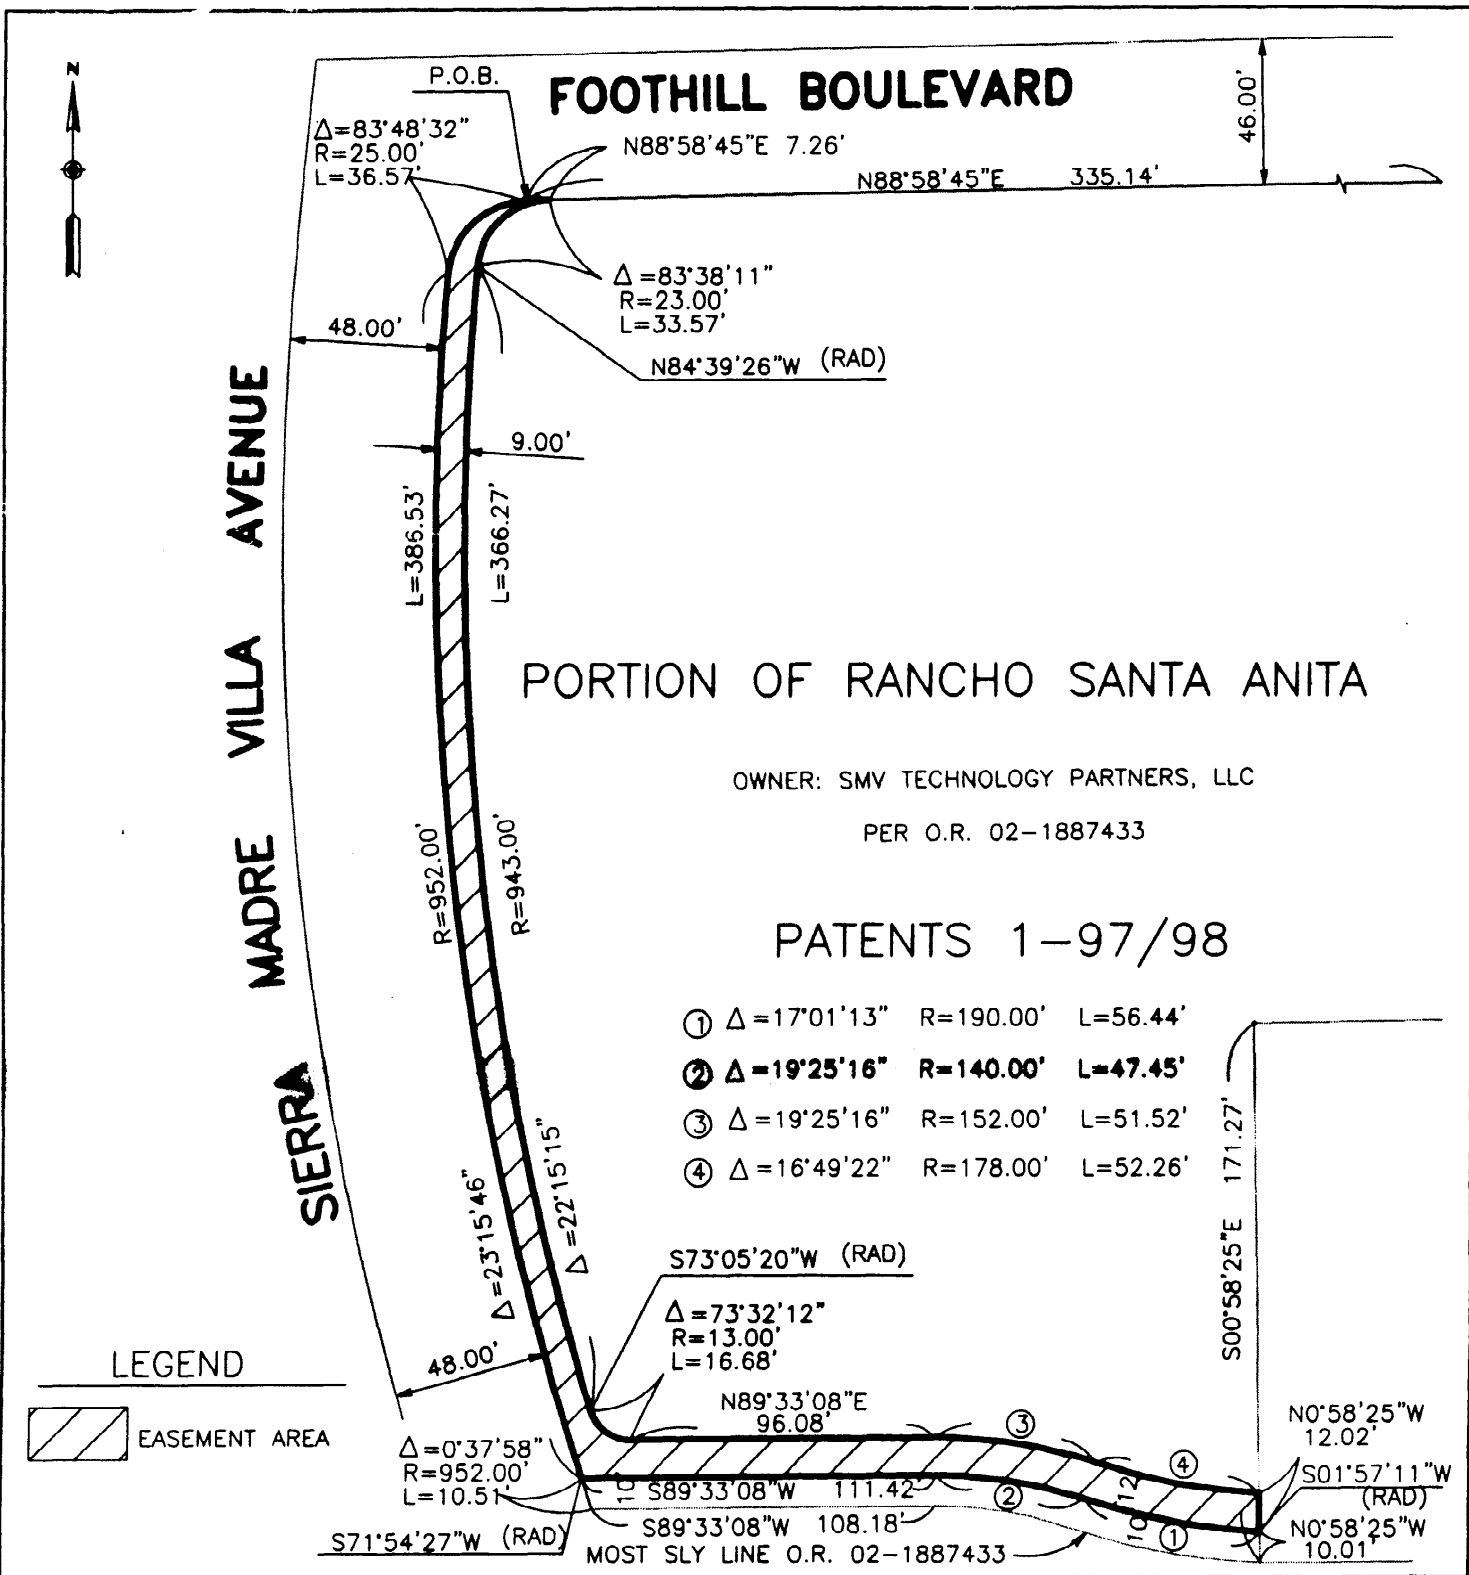 N
P.O.B.
FOOTHILL BOULEVARD
46.00'
Δ=83°48'32"
R=25.00'
L=36.57'
N88°58'45"E 7.26'
N88°58'45"E 335.14'
Δ=83°38'11"
R=23.00'
L=33.57'
48.00'
N84°39'26"W (RAD)
9.00'
SIERRA MADRE VILLA AVENUE
L=386.53'
L=366.27'
PORTION OF RANCHO SANTA ANITA
OWNER: SMV TECHNOLOGY PARTNERS, LLC
PER O.R. 02-1887433
R=952.00'
R=943.00'
PATENTS 1-97/98
① Δ=17°01'13" R=190.00' L=56.44'
② Δ=19°25'16" R=140.00' L=47.45'
③ Δ=19°25'16" R=152.00' L=51.52'
④ Δ=16°49'22" R=178.00' L=52.26'
S00°58'25"E 171.27'
Δ=23°15'46"
Δ=22°15'15"
S73°05'20"W (RAD)
Δ=73°32'12"
R=13.00'
L=16.68'
48.00'
LEGEND
EASEMENT AREA
N89°33'08"E
96.08'
③
④
N0°58'25"W
12.02'
S01°57'11"W
(RAD)
N0°58'25"W
10.01'
Δ=0°37'58"
R=952.00'
L=10.51'
10
S89°33'08"W 111.42'
②
12
10
①
S89°33'08"W 108.18'
S71°54'27"W (RAD)
MOST SLY LINE O.R. 02-1887433